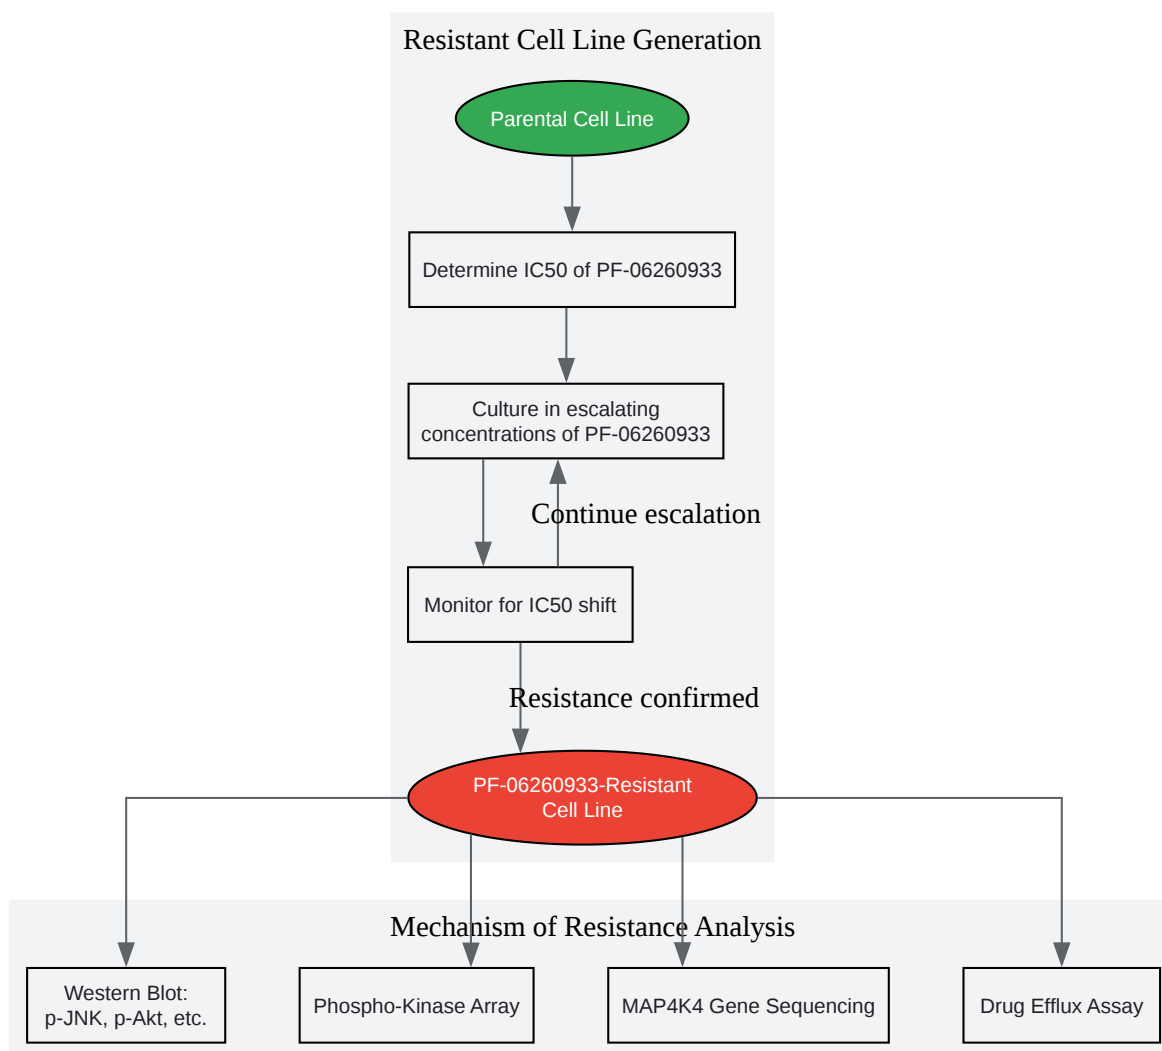 Resistant Cell Line Generation
Parental Cell Line
Determine IC50 of PF-06260933
Culture in escalating
concentrations of PF-06260933
Continue escalation
Monitor for IC50 shift
Resistance confirmed
PF-06260933-Resistant
Cell Line
Mechanism of Resistance Analysis
Western Blot:
p-JNK, p-Akt, etc.
Phospho-Kinase Array
MAP4K4 Gene Sequencing
Drug Efflux Assay